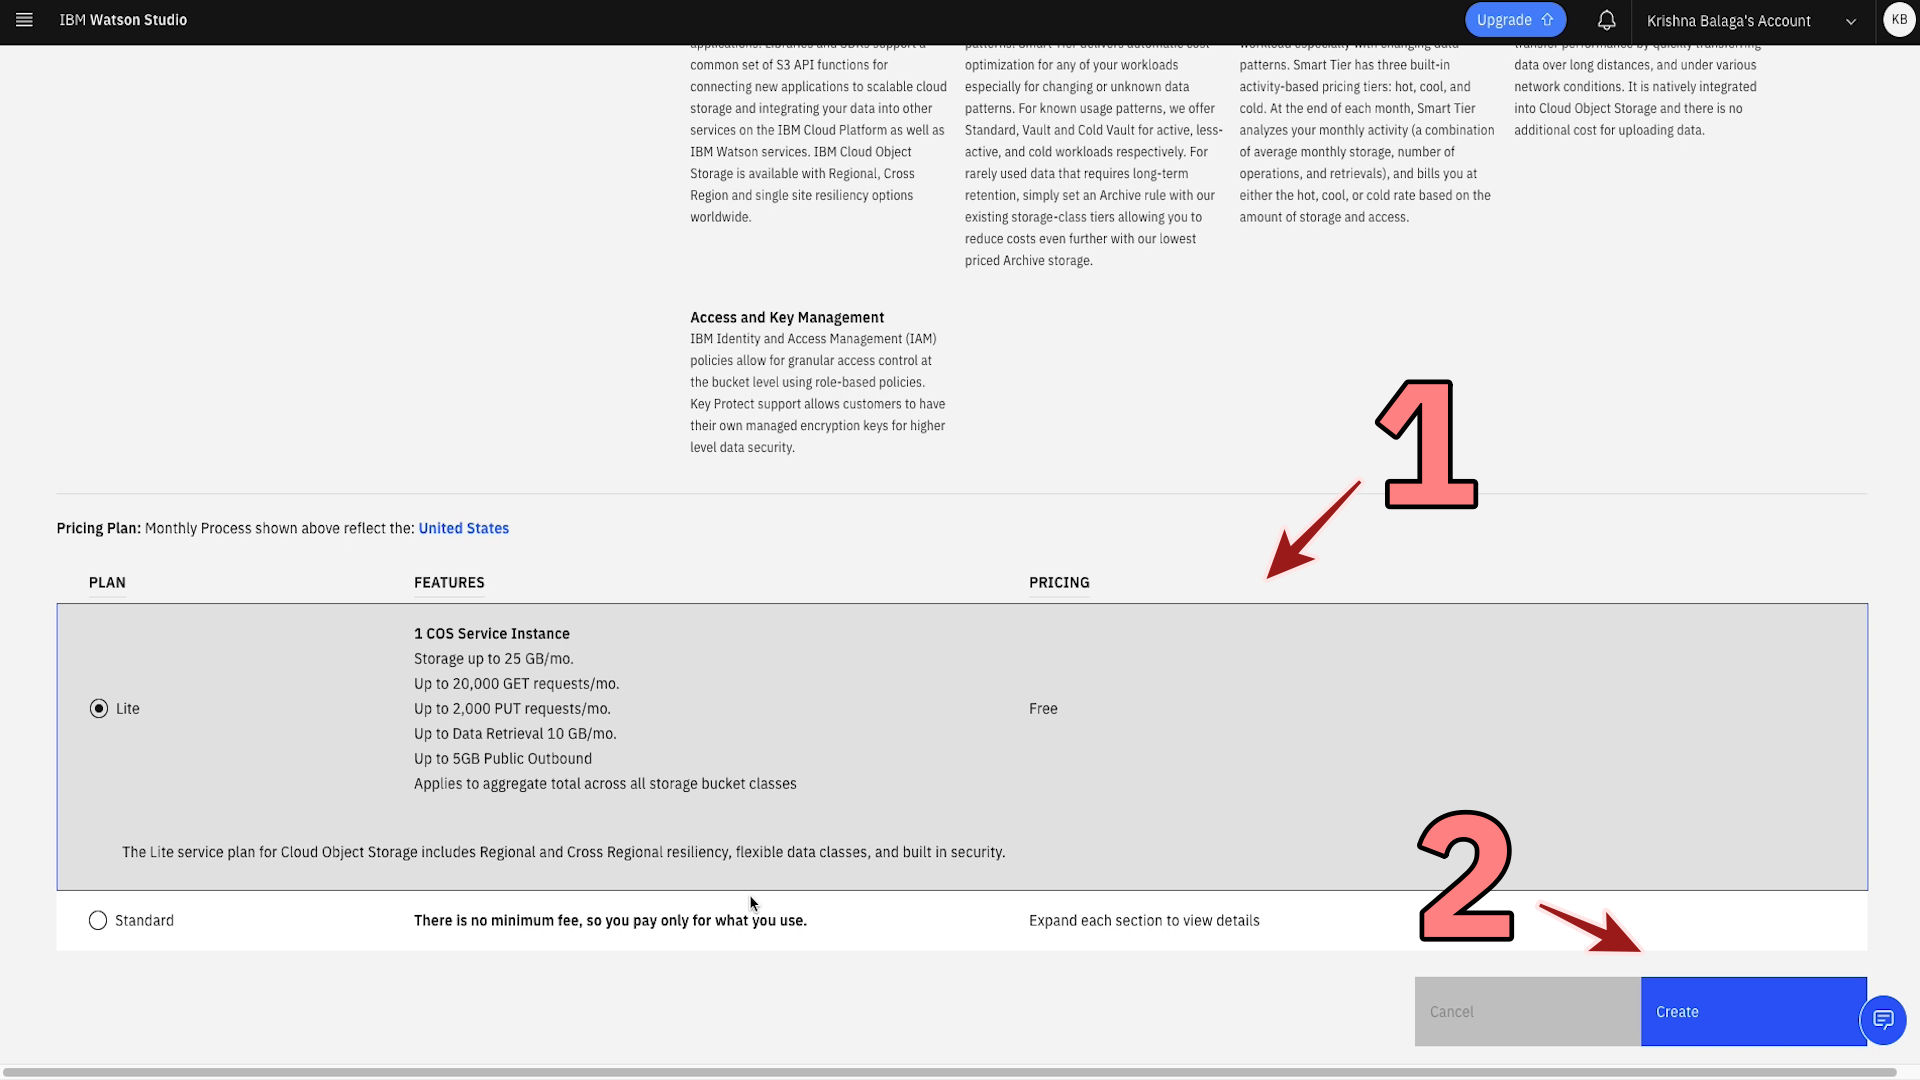 IBM Watson Studio
Upgrade
Krishna Balaga's Account
KB
common set of S3 API functions for
connecting new applications to scalable cloud
storage and integrating your data into other
services on the IBM Cloud Platform as well as
IBM Watson services. IBM Cloud Object
Storage is available with Regional, Cross
Region and single site resiliency options
worldwide.
optimization for any of your workloads
especially for changing or unknown data
patterns. For known usage patterns, we offer
Standard, Vault and Cold Vault for active, less-
active, and cold workloads respectively. For
rarely used data that requires long-term
retention, simply set an Archive rule with our
existing storage-class tiers allowing you to
reduce costs even further with our lowest
priced Archive storage.
patterns. Smart Tier has three built-in
activity-based pricing tiers: hot, cool, and
cold. At the end of each month, Smart Tier
analyzes your monthly activity (a combination
of average monthly storage, number of
operations, and retrievals), and bills you at
either the hot, cool, or cold rate based on the
amount of storage and access.
data over long distances, and under various
network conditions. It is natively integrated
into Cloud Object Storage and there is no
additional cost for uploading data.
Access and Key Management
IBM Identity and Access Management (IAM)
policies allow for granular access control at
the bucket level using role-based policies.
Key Protect support allows customers to have
their own managed encryption keys for higher
level data security.
1
Pricing Plan: Monthly Process shown above reflect the: United States
PLAN
FEATURES
PRICING
1 COS Service Instance
Storage up to 25 GB/mo.
Up to 20,000 GET requests/mo.
Lite
Up to 2,000 PUT requests/mo.
Free
Up to Data Retrieval 10 GB/mo.
Up to 5GB Public Outbound
Applies to aggregate total across all storage bucket classes
The Lite service plan for Cloud Object Storage includes Regional and Cross Regional resiliency, flexible data classes, and built in security.
2
Standard
There is no minimum fee, so you pay only for what you use.
Expand each section to view details
Cancel
Create